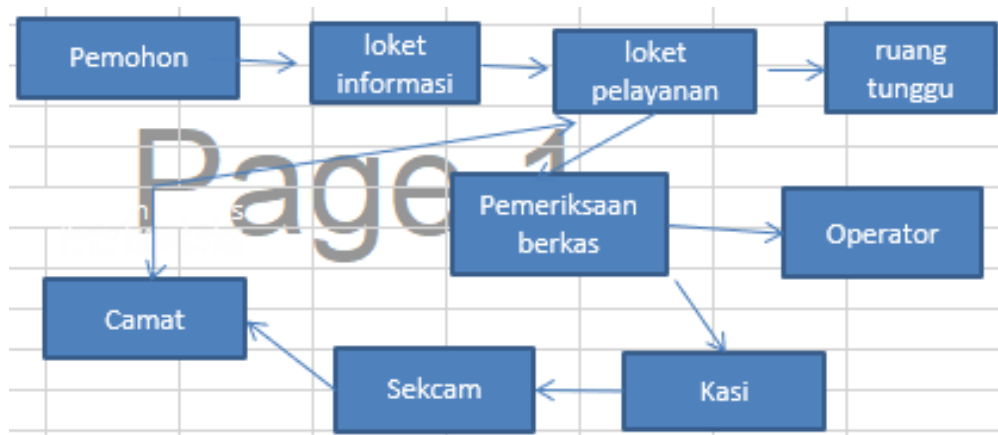 Pemohon
loket
informasi
loket
pelayanan
ruang
tunggu
Page 1
Pemeriksaan
berkas
Operator
Camat
Sekcam
Kasi